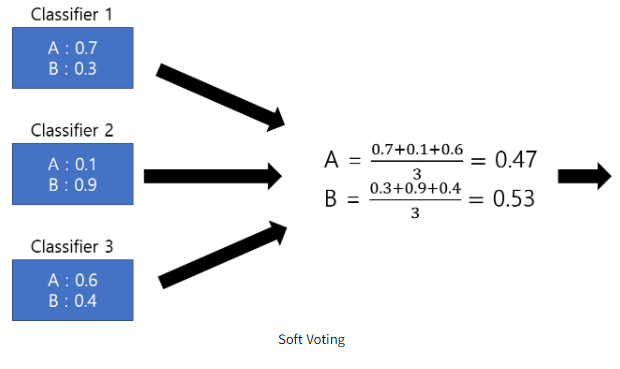 Classifier 1
A : 0.7
B : 0.3
Classifier 2
A : 0.1
B : 0.9
Classifier 3
A : 0.6
B : 0.4
A = 0.7+0.1+0.6 / 3 = 0.47
B = 0.3+0.9+0.4 / 3 = 0.53
Soft Voting